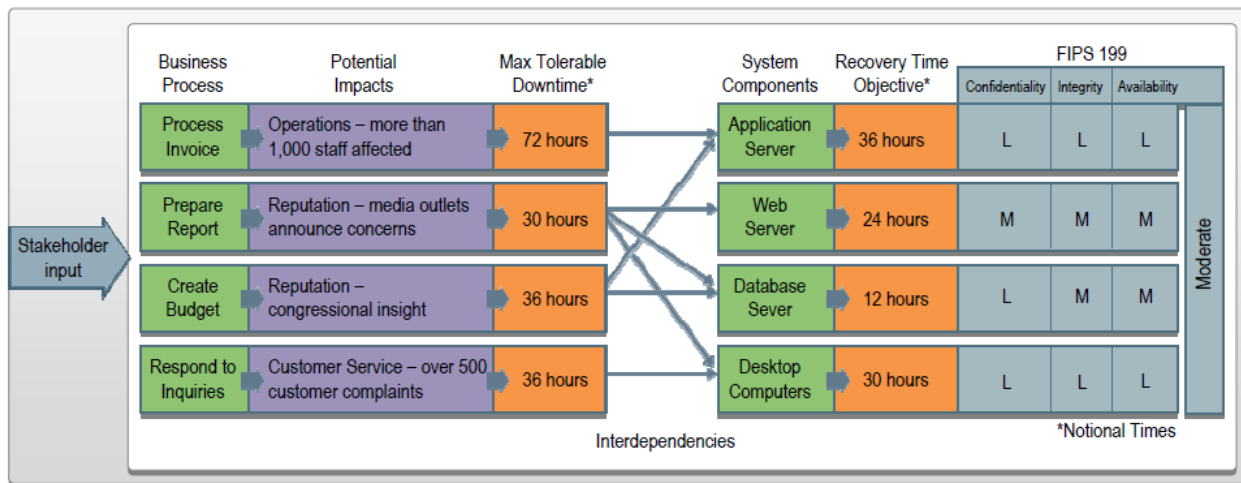 FIPS 199
Business
Process
Potential
Impacts
Max Tolerable
Downtime*
System
Components
Recovery Time
Objective*
Confidentiality
Integrity
Availability
Process
Invoice
Operations – more than
1,000 staff affected
72 hours
Application
Server
36 hours
L
L
L
Prepare
Report
Reputation – media outlets
announce concerns
30 hours
Web
Server
24 hours
M
M
M
Stakeholder
input
Create
Budget
Reputation –
congressional insight
36 hours
Database
Sever
12 hours
L
M
M
Moderate
Respond to
Inquiries
Customer Service – over 500
customer complaints
36 hours
Desktop
Computers
30 hours
L
L
L
Interdependencies
*Notional Times